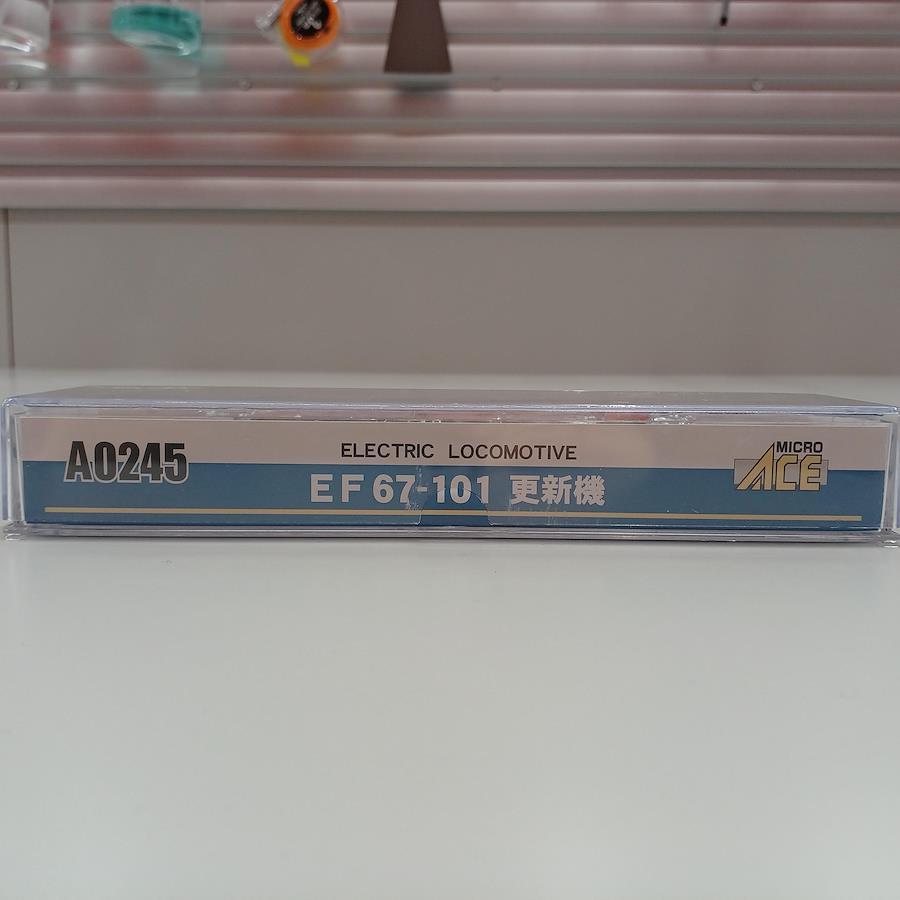 A0245
ELECTRIC LOCOMOTIVE
EF67-101 更新機
MICRO
ACE